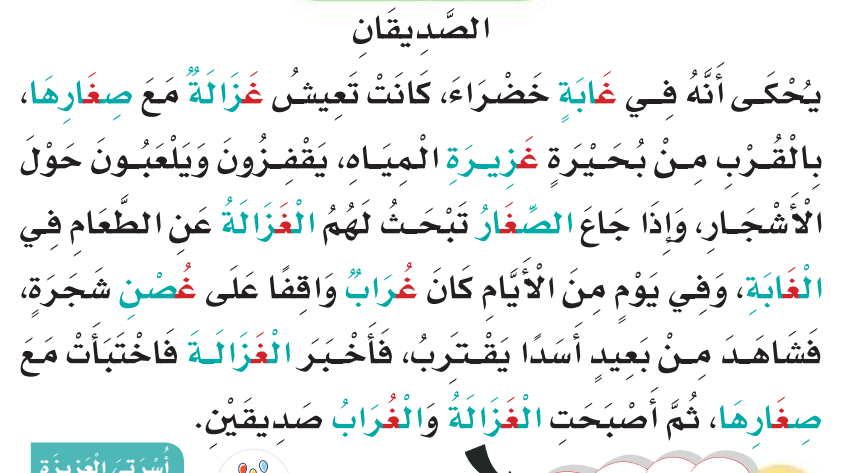 الصَّدِيقَانِ
يُحْكَى أَنَّهُ فِي غَابَةٍ خَضْرَاءَ، كَانَتْ تَعِيشُ غَزَالَةٌ مَعَ صِغَارِهَا،
بِالْقُرْبِ مِنْ بُحَيْرَةٍ غَزِيرَةِ الْمِيَاهِ، يَقْفِزُونَ وَيَلْعَبُونَ حَوْلَ
الْأَشْجَارِ، وَإِذَا جَاعَ الصِّغَارُ تَبْحَثُ لَهُمُ الْغَزَالَةُ عَنِ الطَّعَامِ فِي
الْغَابَةِ، وَفِي يَوْمٍ مِنَ الْأَيَّامِ كَانَ غُرَابٌ وَاقِفًا عَلَى غُصْنِ شَجَرَةٍ،
فَشَاهَدَ مِنْ بَعِيدٍ أَسَدًا يَقْتَرِبُ، فَأَخْبَرَ الْغَزَالَةَ فَاخْتَبَأَتْ مَعَ
صِغَارِهَا، ثُمَّ أَصْبَحَتِ الْغَزَالَةُ وَالْغُرَابُ صَدِيقَيْنِ.
أُسْرَتِي الْعَزِيزَةَ